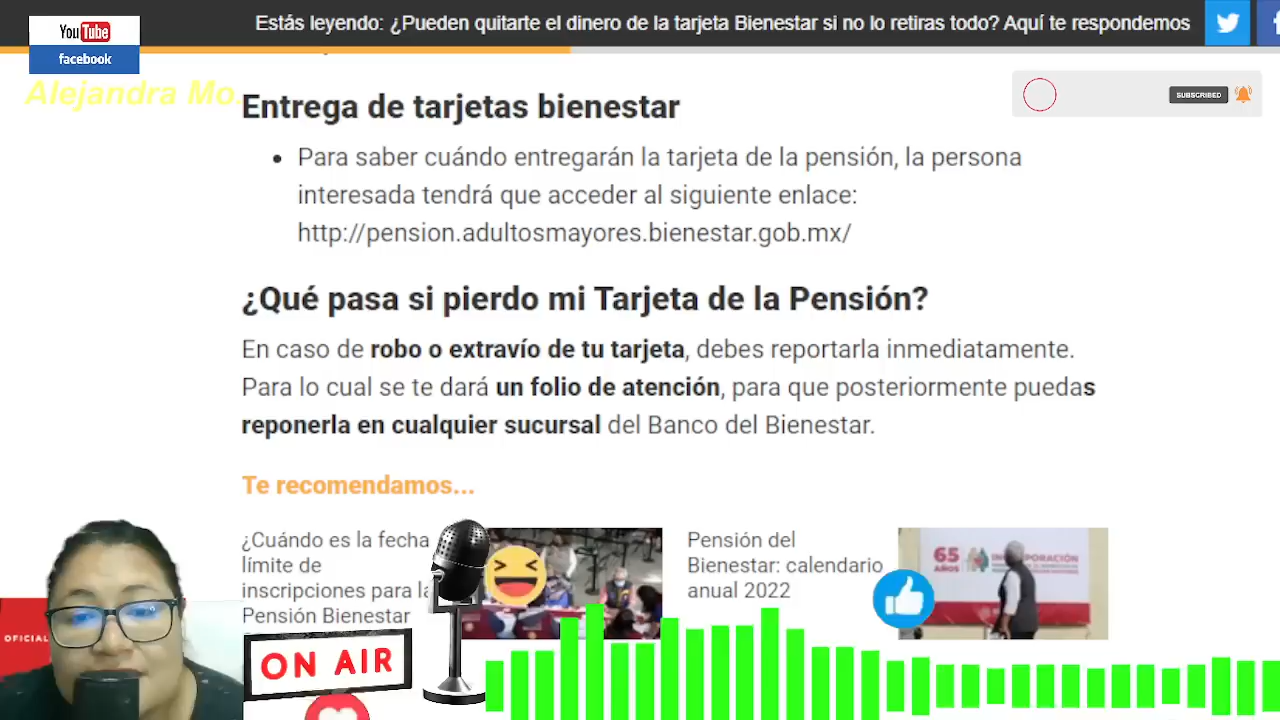 Estás leyendo: ¿Pueden quitarte el dinero de la tarjeta Bienestar si no lo retiras todo? Aquí te respondemos
YouTube
facebook
Alejandra Mo.
SUBSCRIBED
Entrega de tarjetas bienestar
• Para saber cuándo entregarán la tarjeta de la pensión, la persona
interesada tendrá que acceder al siguiente enlace:
http://pension.adultosmayores.bienestar.gob.mx/
¿Qué pasa si pierdo mi Tarjeta de la Pensión?
En caso de robo o extravío de tu tarjeta, debes reportarla inmediatamente.
Para lo cual se te dará un folio de atención, para que posteriormente puedas
reponerla en cualquier sucursal del Banco del Bienestar.
Te recomendamos...
¿Cuándo es la fecha
límite de
inscripciones para la
Pensión Bienestar
Pensión del
Bienestar: calendario
anual 2022
65
AÑOS
INCORPORACIÓN
OFICIAL
ON AIR